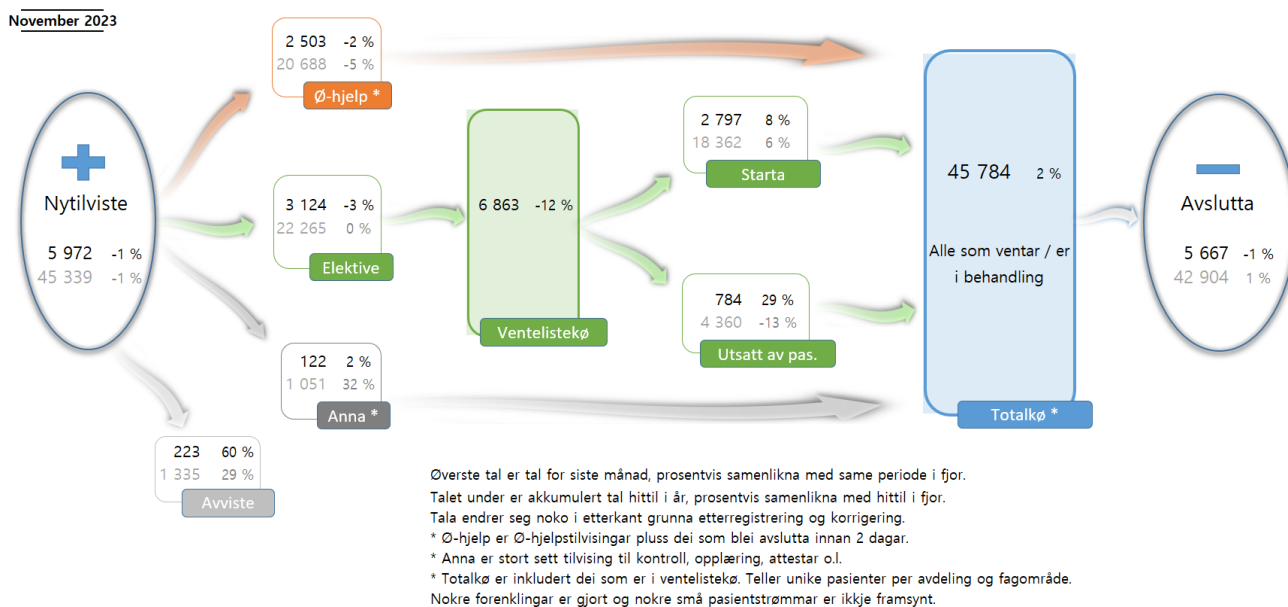 November 2023
2 503 -2 %
20 688 -5 %
Ø-hjelp *
Nytilviste
5 972 -1 %
45 339 -1 %
3 124 -3 %
22 265 0 %
Elektive
122 2 %
1 051 32 %
Anna *
223 60 %
1 335 29 %
Avviste
6 863 -12 %
Ventelistekø
2 797 8 %
18 362 6 %
Starta
784 29 %
4 360 -13 %
Utsatt av pas.
45 784 2 %
Alle som ventar / er
i behandling
Totalkø *
Avslutta
5 667 -1 %
42 904 1 %
Øverste tal er tal for siste månad, prosentvis samenlikna med same periode i fjor.
Talet under er akkumulert tal hittil i år, prosentvis samenlikna med hittil i fjor.
Tala endrer seg noko i etterkant grunna etterregistrering og korrigering.
* Ø-hjelp er Ø-hjelpstilvisingar pluss dei som blei avslutta innan 2 dagar.
* Anna er stort sett tilvising til kontroll, opplæring, attestar o.l.
* Totalkø er inkludert dei som er i ventelistekø. Teller unike pasienter per avdeling og fagområde.
Nokre forenklingar er gjort og nokre små pasientstrømmar er ikkje framsynt.